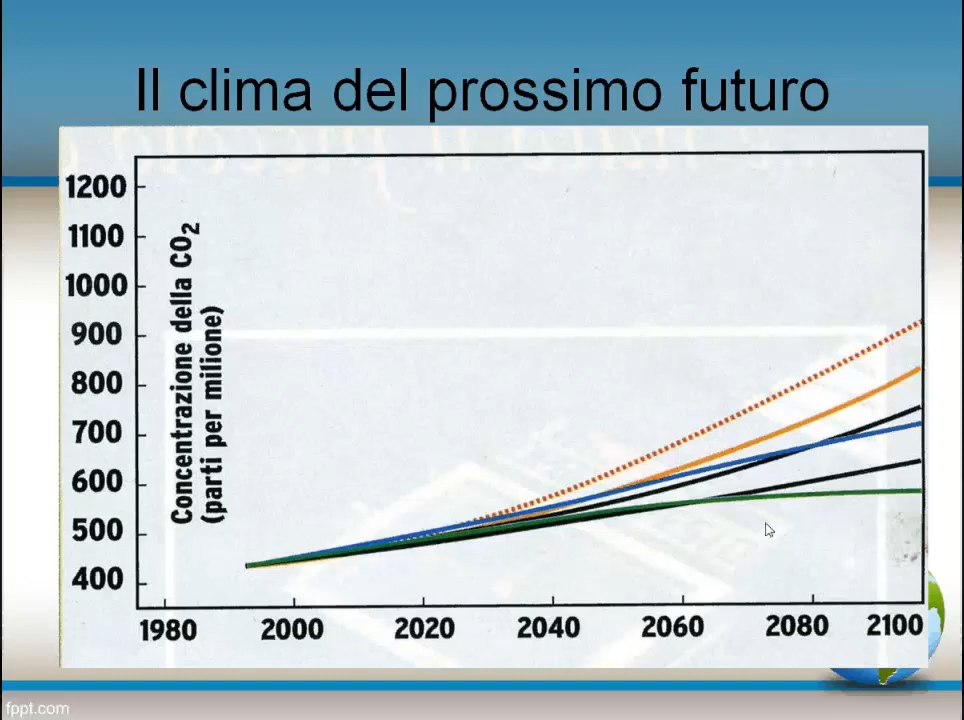 Il clima del prossimo futuro
1200
1100
1000
900
800
700
600
500
400
Concentrazione della CO2
(parti per milione)
1980 2000 2020 2040 2060 2080 2100
fppt.com